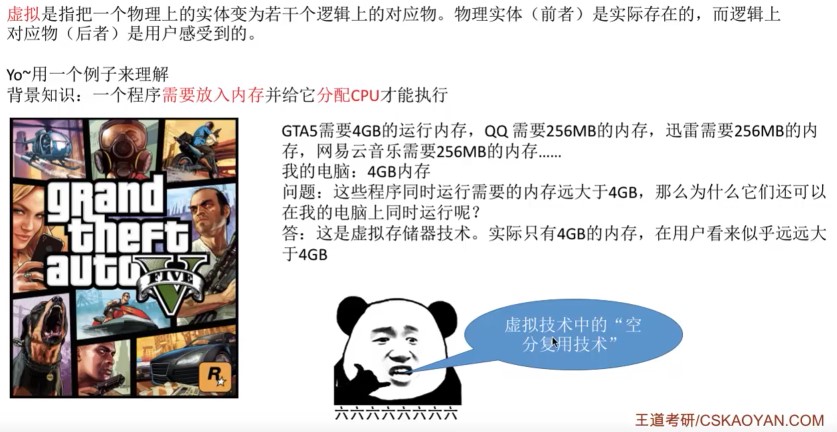 虚拟是指把一个物理上的实体变为若干个逻辑上的对应物。物理实体（前者）是实际存在的，而逻辑上
对应物（后者）是用户感受到的。
Yo~用一个例子来理解
背景知识：一个程序需要放入内存并给它分配CPU才能执行
GTA5需要4GB的运行内存，QQ 需要256MB的内存，迅雷需要256MB的内
存，网易云音乐需要256MB的内存……
我的电脑：4GB内存
问题：这些程序同时运行需要的内存远大于4GB，那么为什么它们还可以
在我的电脑上同时运行呢？
答：这是虚拟存储器技术。实际只有4GB的内存，在用户看来似乎远远大
于4GB
grand
theft
auto
V
FIVE
R
虚拟技术中的“空
分复用技术”
六六六六六六六六
王道考研/CSKAOYAN.COM